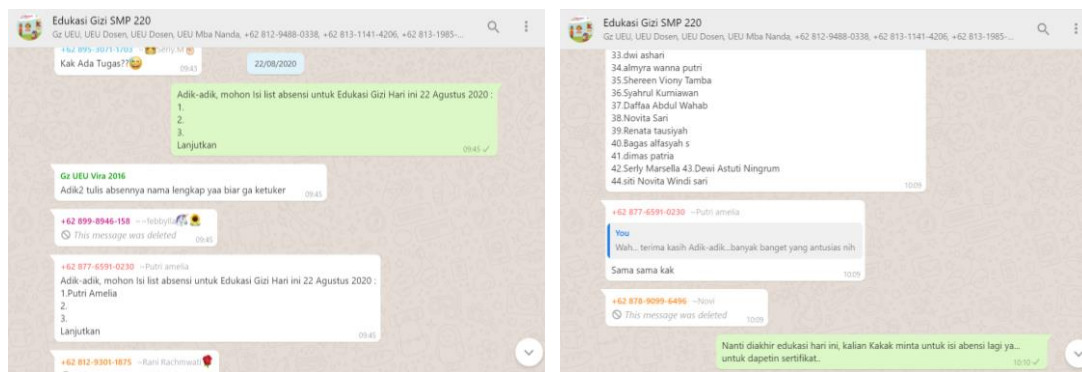 Edukasi Gizi SMP 220
Gz UEU, UEU Dosen, UEU Dosen, UEU Mba Nanda, +62 812-9488-0338, +62 813-1141-4206, +62 813-1985-...
+62 895-3071-1703
Kak Ada Tugas??😅
09:43
22/08/2020
Adik-adik, mohon Isi list absensi untuk Edukasi Gizi Hari ini 22 Agustus 2020 :
1.
2.
3.
Lanjutkan
09:45
Gz UEU Vira 2016
Adik2 tulis absennya nama lengkap yaa biar ga ketuker
09:45
+62 899-8946-158 ~~febbylla
This message was deleted
09:45
+62 877-6591-0230 ~Putri amelia
Adik-adik, mohon Isi list absensi untuk Edukasi Gizi Hari ini 22 Agustus 2020 :
1.Putri Amelia
2.
3.
Lanjutkan
09:45
+62 812-9301-1875 ~Rani Rachmwati🌹
Edukasi Gizi SMP 220
Gz UEU, UEU Dosen, UEU Dosen, UEU Mba Nanda, +62 812-9488-0338, +62 813-1141-4206, +62 813-1985-...
33.dwi ashari
34.almyra wanna putri
35.Shereen Viony Tamba
36.Syahrul Kurniawan
37.Daffaa Abdul Wahab
38.Novita Sari
39.Renata tausiyah
40.Bagas alfasyah s
41.dimas patria
42.Serly Marsella 43.Dewi Astuti Ningrum
44.siti Novita Windi sari
10:09
+62 877-6591-0230 ~Putri amelia
You
Wah.. terima kasih Adik-adik..banyak banget yang antusias nih
Sama sama kak
10:09
+62 878-9099-6496 ~Novi
This message was deleted
10:09
Nanti diakhir edukasi hari ini, kalian Kakak minta untuk isi abensi lagi ya...
untuk dapetin sertifikat..
10:10